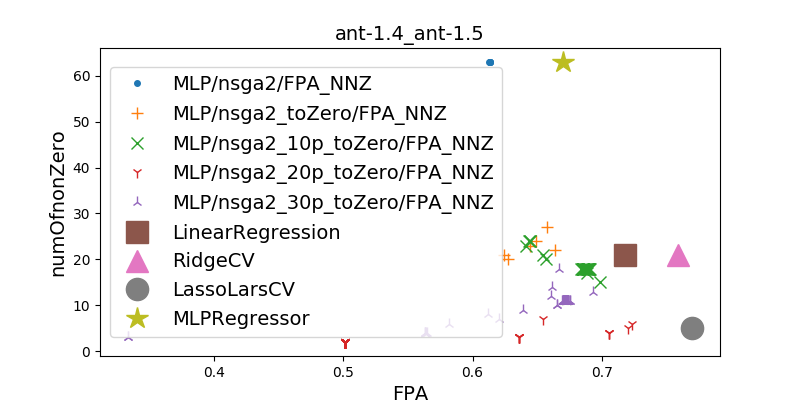 ant-1.4_ant-1.5
numOfnonZero
60
50
40
30
20
10
0
MLP/nsga2/FPA_NNZ
MLP/nsga2_toZero/FPA_NNZ
MLP/nsga2_10p_toZero/FPA_NNZ
MLP/nsga2_20p_toZero/FPA_NNZ
MLP/nsga2_30p_toZero/FPA_NNZ
LinearRegression
RidgeCV
LassoLarsCV
MLPRegressor
0.4 0.5 0.6 0.7
FPA